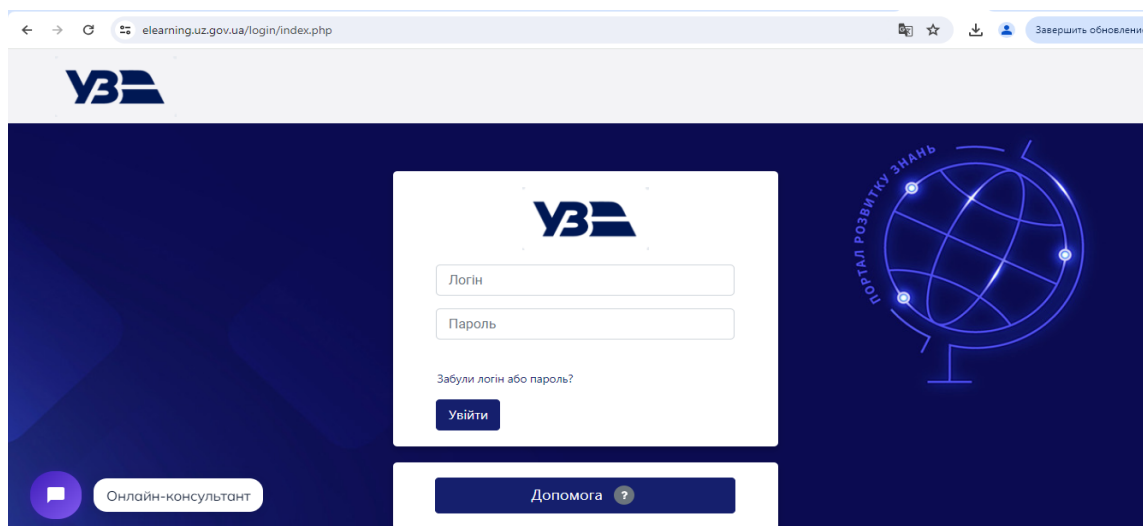 elearning.uz.gov.ua/login/index.php
Завершить обновление
УЗ
ПОРТАЛ РОЗВИТКУ ЗНАНЬ
УЗ
Логін
Пароль
Забули логін або пароль?
Увійти
Онлайн-консультант
Допомога ?